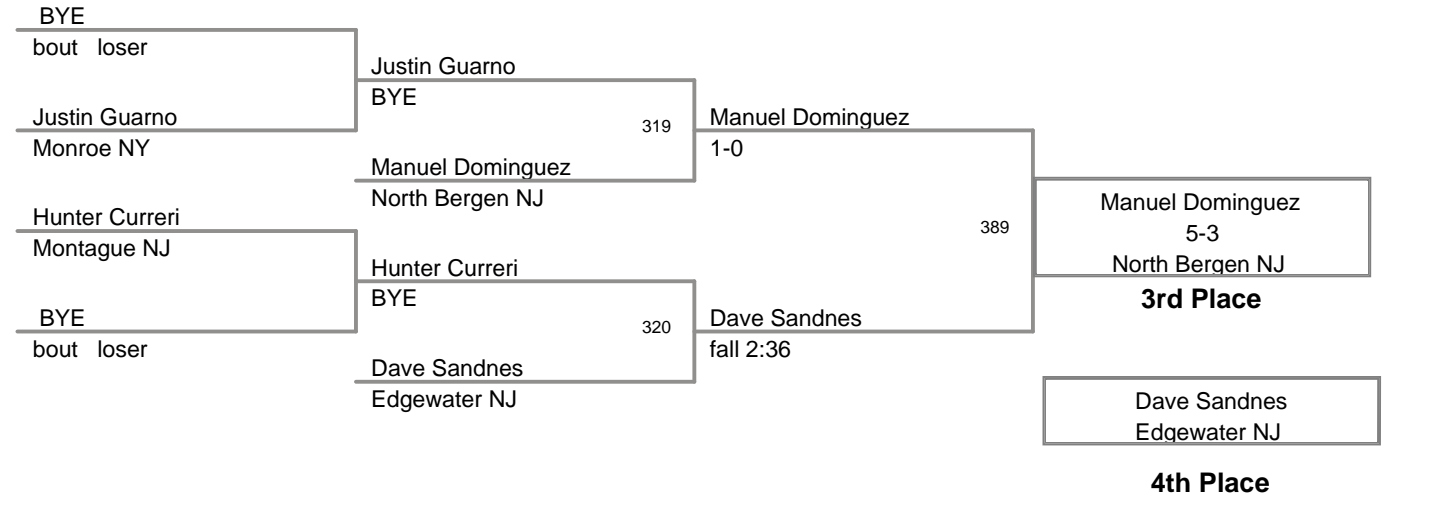 BYE
bout loser
Justin Guarno
BYE
Justin Guarno
Monroe NY
319
Manuel Dominguez
1-0
Manuel Dominguez
North Bergen NJ
Hunter Curreri
Montague NJ
389
Manuel Dominguez
5-3
North Bergen NJ
3rd Place
Hunter Curreri
BYE
BYE
bout loser
320
Dave Sandnes
fall 2:36
Dave Sandnes
Edgewater NJ
Dave Sandnes
Edgewater NJ
4th Place